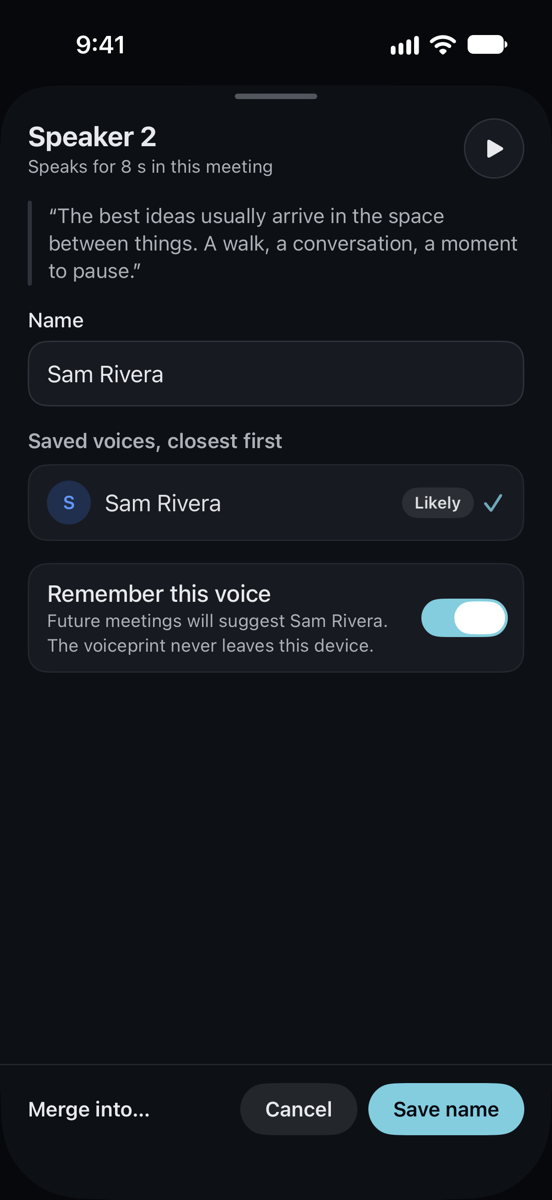 9:41
Speaker 2
Speaks for 8 s in this meeting
“The best ideas usually arrive in the space
between things. A walk, a conversation, a moment
to pause.”
Name
Sam Rivera
Saved voices, closest first
S
Sam Rivera
Likely
Remember this voice
Future meetings will suggest Sam Rivera.
The voiceprint never leaves this device.
Merge into...
Cancel
Save name